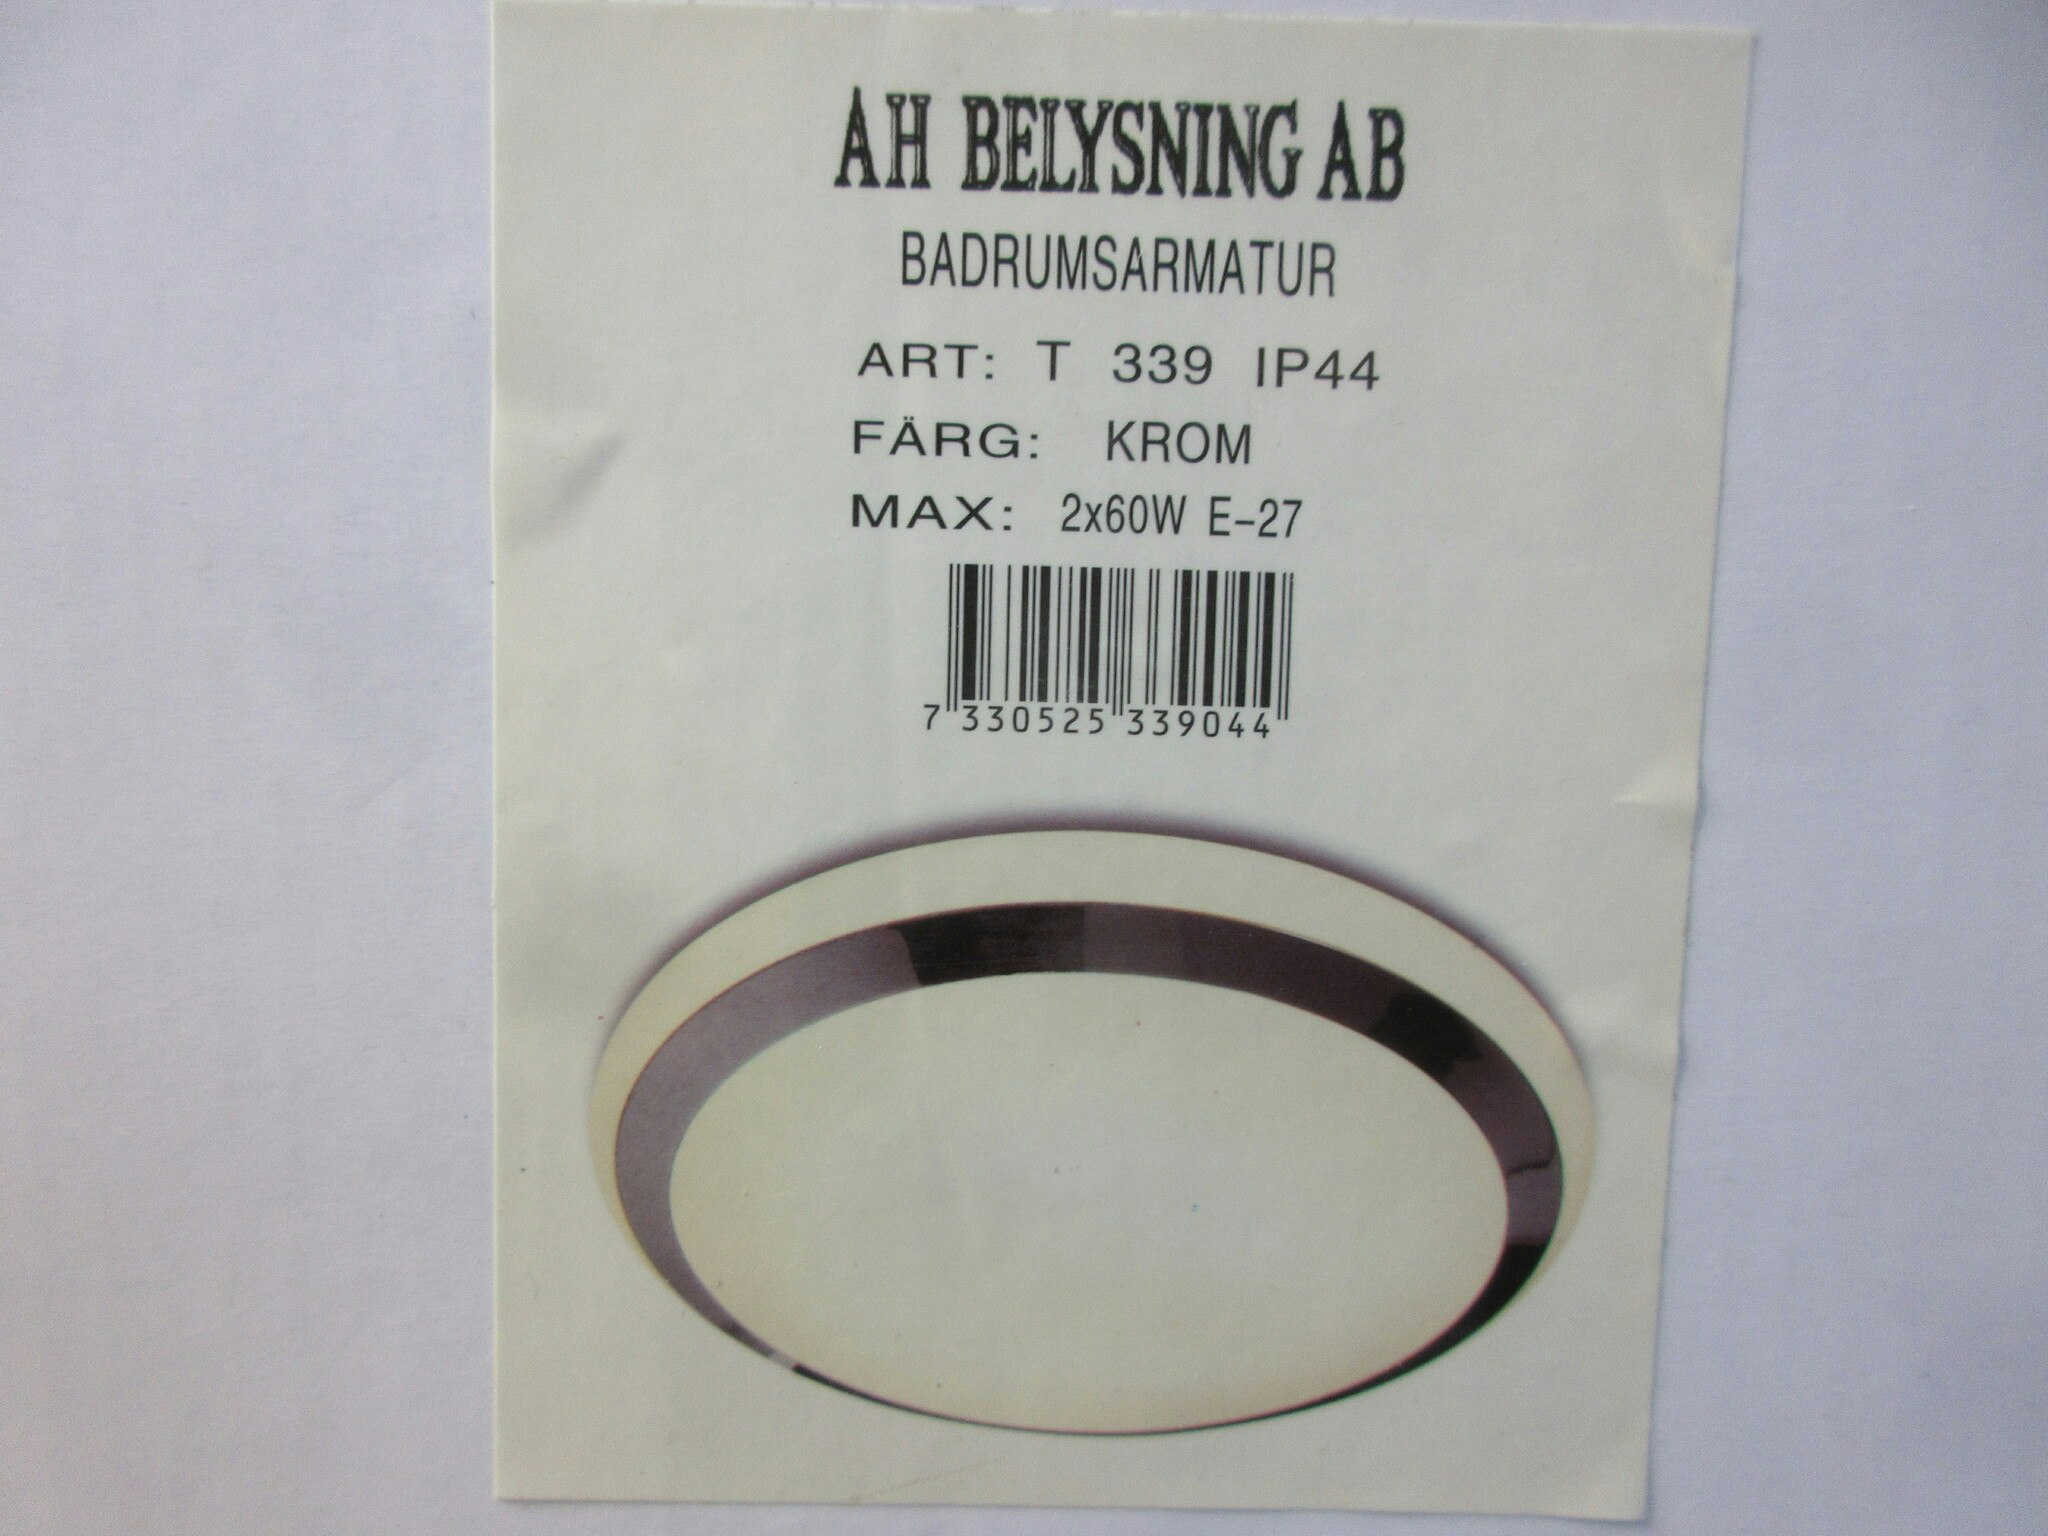 AH BELYSNING AB
BADRUMSARMATUR
ART: T 339 IP44
FÄRG: KROM
MAX: 2x60W E-27
7 330525 339044